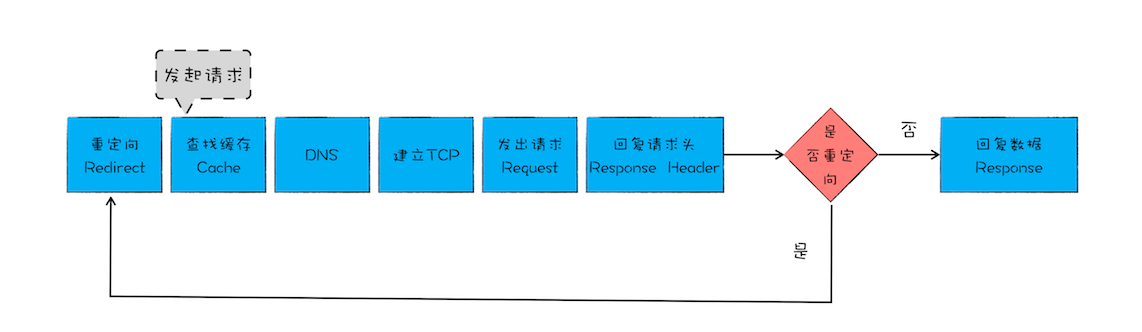 发起请求
重定向
Redirect
查找缓存
Cache
DNS
建立TCP
发出请求
Request
回复请求头
Response Header
是
否重定
向
否
回复数据
Response
是